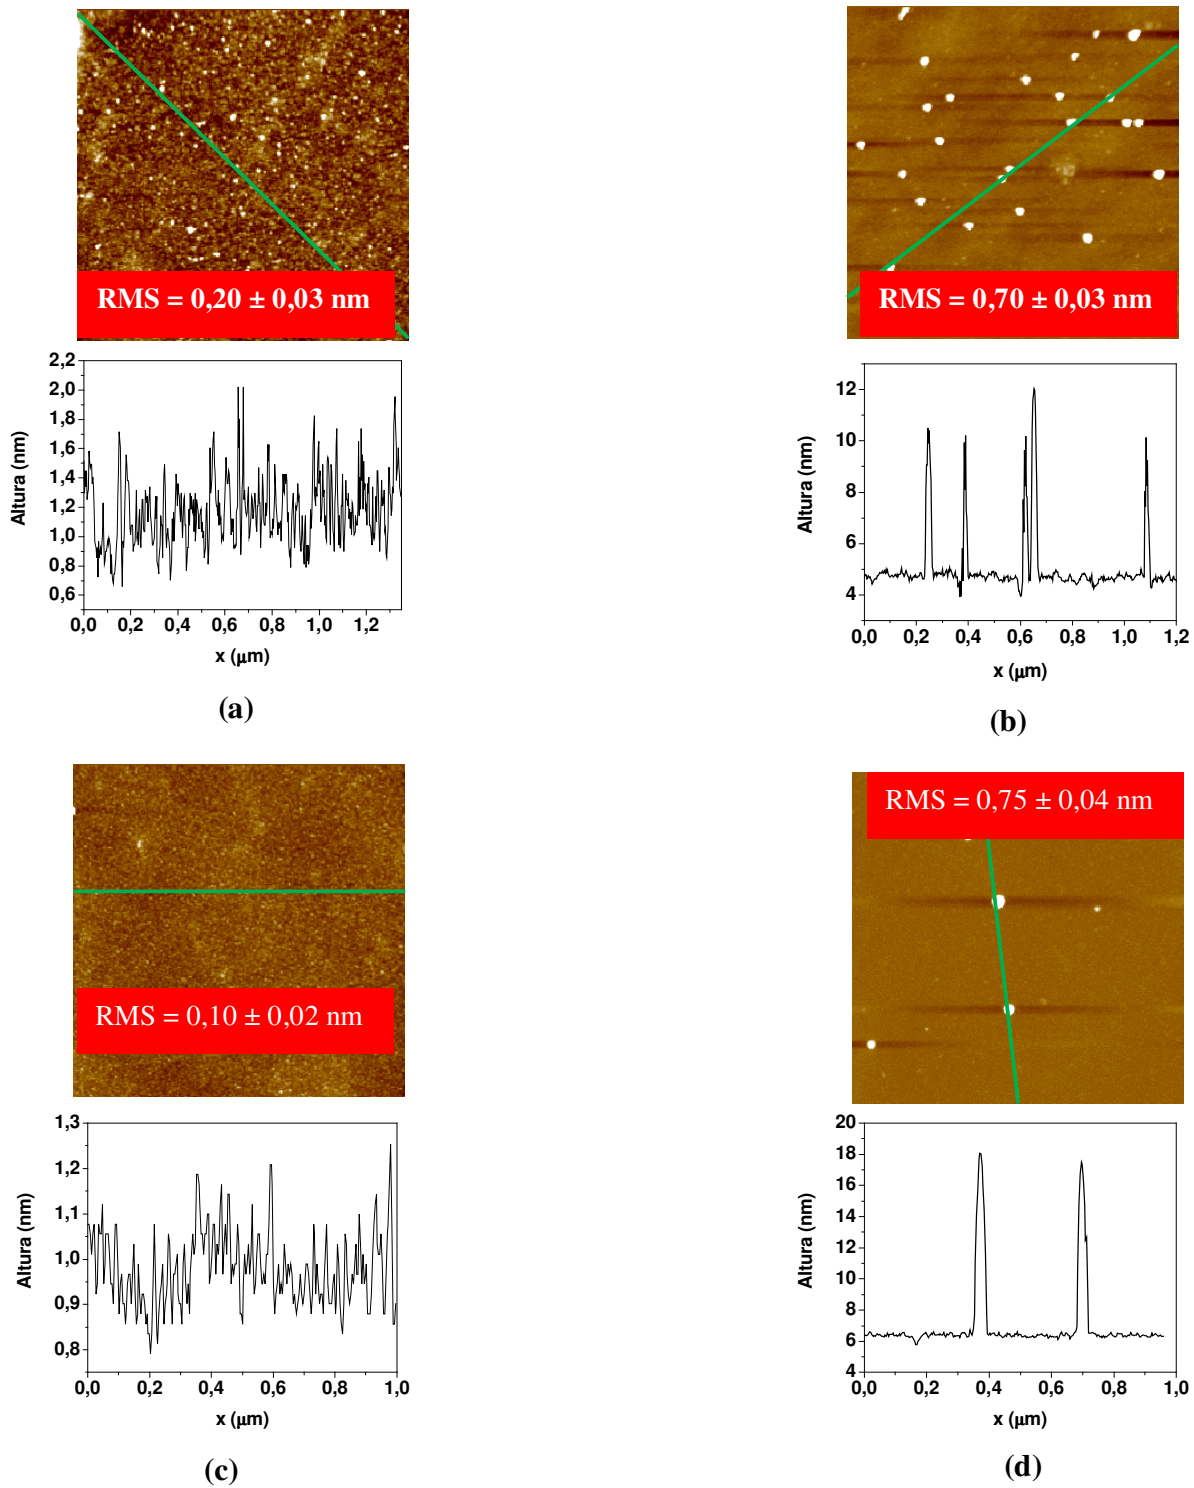 RMS = 0,20 ± 0,03 nm
2,2
2,0
1,8
1,6
1,4
1,2
1,0
0,8
0,6
Altura (nm)
0,0 0,2 0,4 0,6 0,8 1,0 1,2
x (μm)
(a)
RMS = 0,70 ± 0,03 nm
12
10
8
6
4
Altura (nm)
0,0 0,2 0,4 0,6 0,8 1,0 1,2
x (μm)
(b)
RMS = 0,10 ± 0,02 nm
1,3
1,2
1,1
1,0
0,9
0,8
Altura (nm)
0,0 0,2 0,4 0,6 0,8 1,0
x (μm)
(c)
RMS = 0,75 ± 0,04 nm
20
18
16
14
12
10
8
6
4
Altura (nm)
0,0 0,2 0,4 0,6 0,8 1,0
x (μm)
(d)